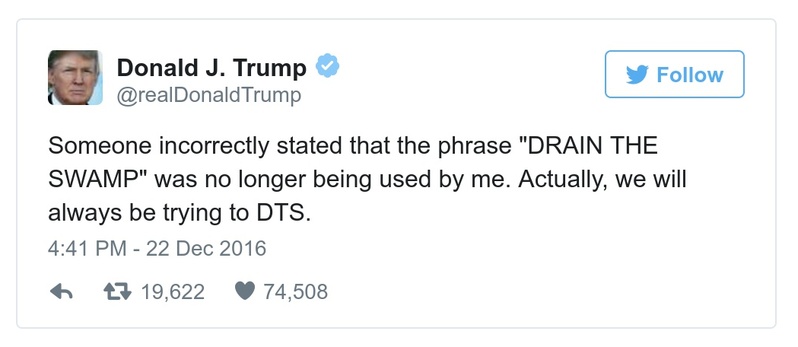 Donald J. Trump
@realDonaldTrump
Follow
Someone incorrectly stated that the phrase "DRAIN THE
SWAMP" was no longer being used by me. Actually, we will
always be trying to DTS.
4:41 PM - 22 Dec 2016
19,622 74,508